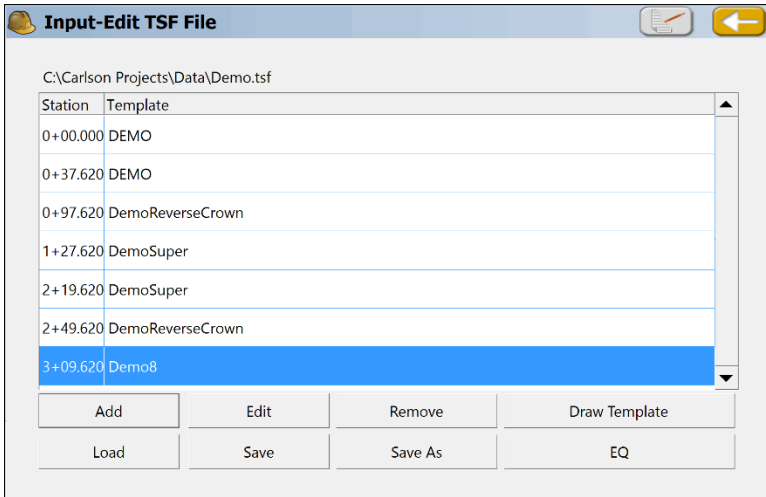 Input-Edit TSF File
C:\Carlson Projects\Data\Demo.tsf
Station Template
0+00.000 DEMO
0+37.620 DEMO
0+97.620 DemoReverseCrown
1+27.620 DemoSuper
2+19.620 DemoSuper
2+49.620 DemoReverseCrown
3+09.620 Demo8
Add Edit Remove Draw Template
Load Save Save As EQ